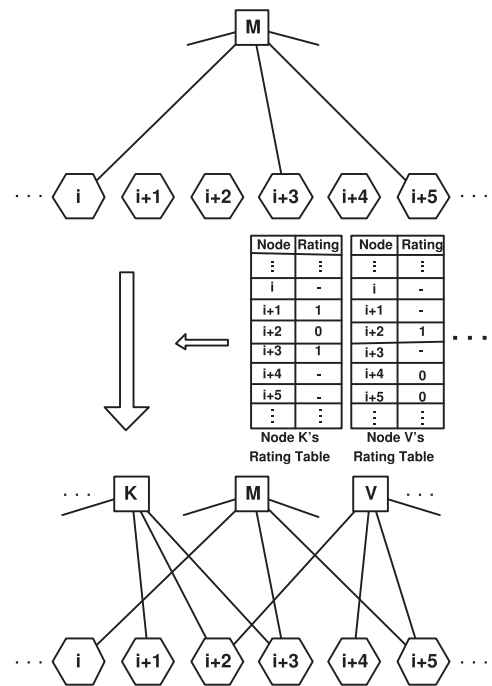 M
. . . i i+1 i+2 i+3 i+4 i+5 . . .
Node Rating Node Rating
⋮ ⋮ ⋮ ⋮
i - i -
i+1 1 i+1 -
i+2 0 i+2 1
i+3 1 i+3 -
i+4 - i+4 0
i+5 - i+5 0
⋮ ⋮ ⋮ ⋮
. . .
Node K's Node V's
Rating Table Rating Table
. . . K M V . . .
. . . i i+1 i+2 i+3 i+4 i+5 . . .